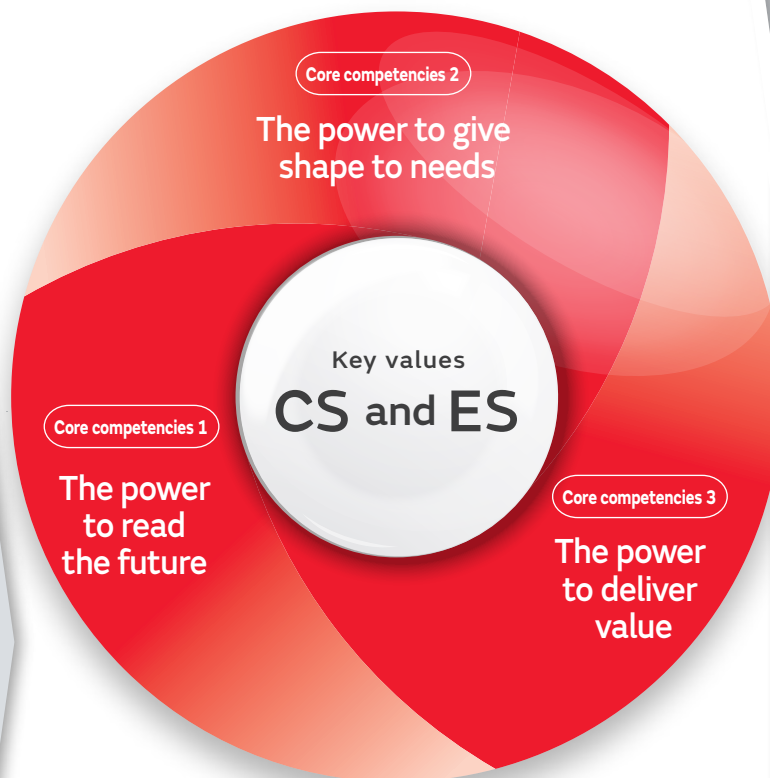 Core competencies 2
The power to give
shape to needs
Key values
CS and ES
Core competencies 1
The power
to read
the future
Core competencies 3
The power
to deliver
value